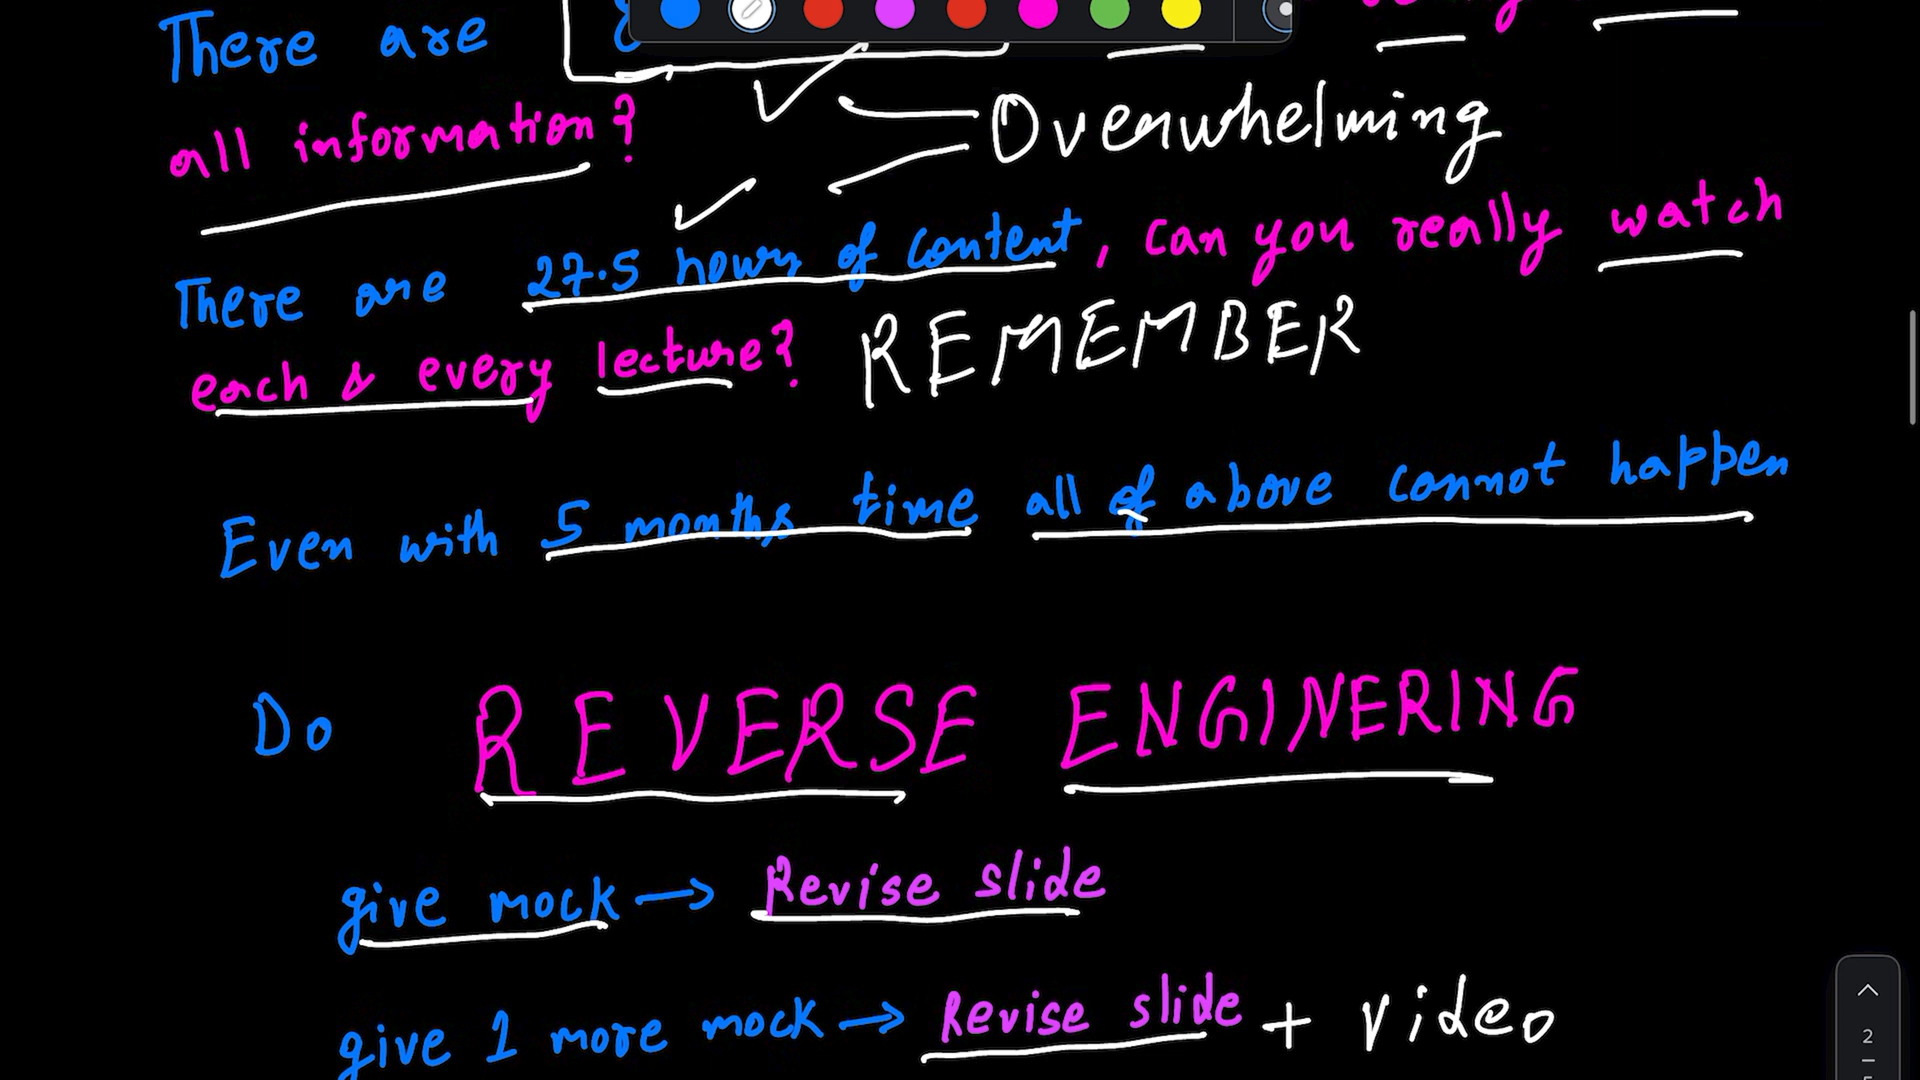 There are
all information?
Overwhelming
There are 27.5 hours of content, can you really watch
each & every lecture? REMEMBER
Even with 5 months time all of above cannot happen
Do REVERSE ENGINERING
give mock → Revise slide
give 1 more mock → Revise slide + video
2